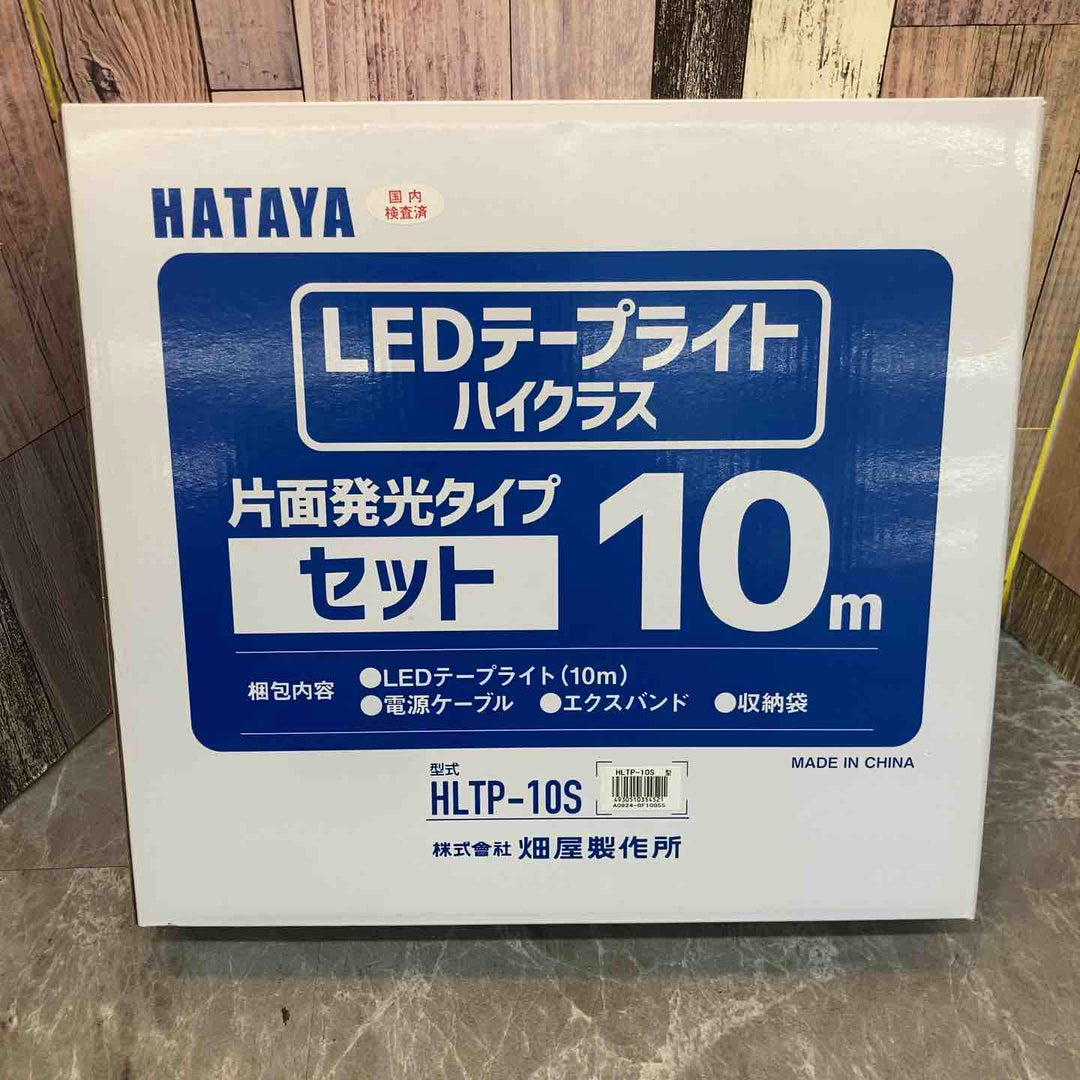 HATAYA
国内
検査済
LEDテープライト
ハイクラス
片面発光タイプ
セット
10m
梱包内容
●LEDテープライト(10m)
●電源ケーブル ●エクスバンド ●収納袋
MADE IN CHINA
型式
HLTP-10S
HLTP-10S 型
4930510354521
株式會社 畑屋製作所